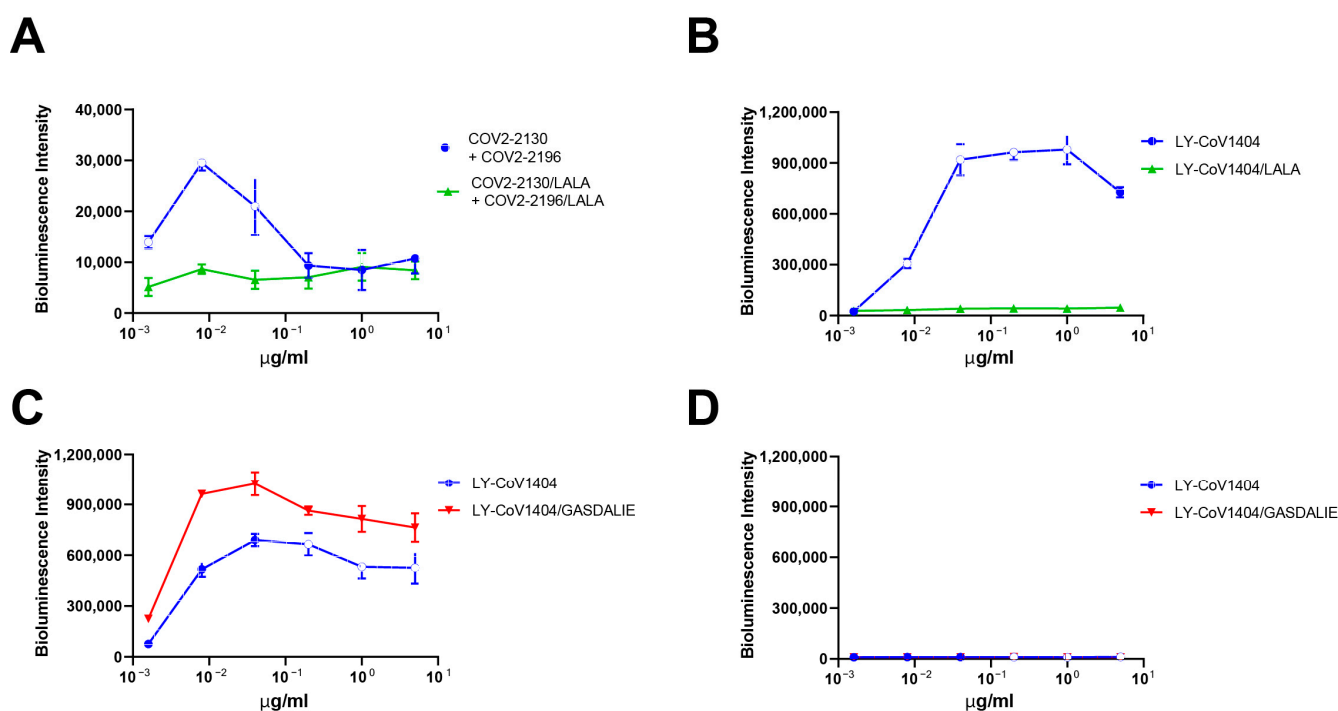 A
Bioluminescence Intensity
40,000
30,000
20,000
10,000
0
10⁻³
10⁻²
10⁻¹
10⁰
10¹
µg/ml
COV2-2130
+ COV2-2196
COV2-2130/LALA
+ COV2-2196/LALA
B
Bioluminescence Intensity
1,200,000
900,000
600,000
300,000
0
10⁻³
10⁻²
10⁻¹
10⁰
10¹
µg/ml
LY-CoV1404
LY-CoV1404/LALA
C
Bioluminescence Intensity
1,200,000
900,000
600,000
300,000
0
10⁻³
10⁻²
10⁻¹
10⁰
10¹
µg/ml
LY-CoV1404
LY-CoV1404/GASDALIE
D
Bioluminescence Intensity
1,200,000
900,000
600,000
300,000
0
10⁻³
10⁻²
10⁻¹
10⁰
10¹
µg/ml
LY-CoV1404
LY-CoV1404/GASDALIE